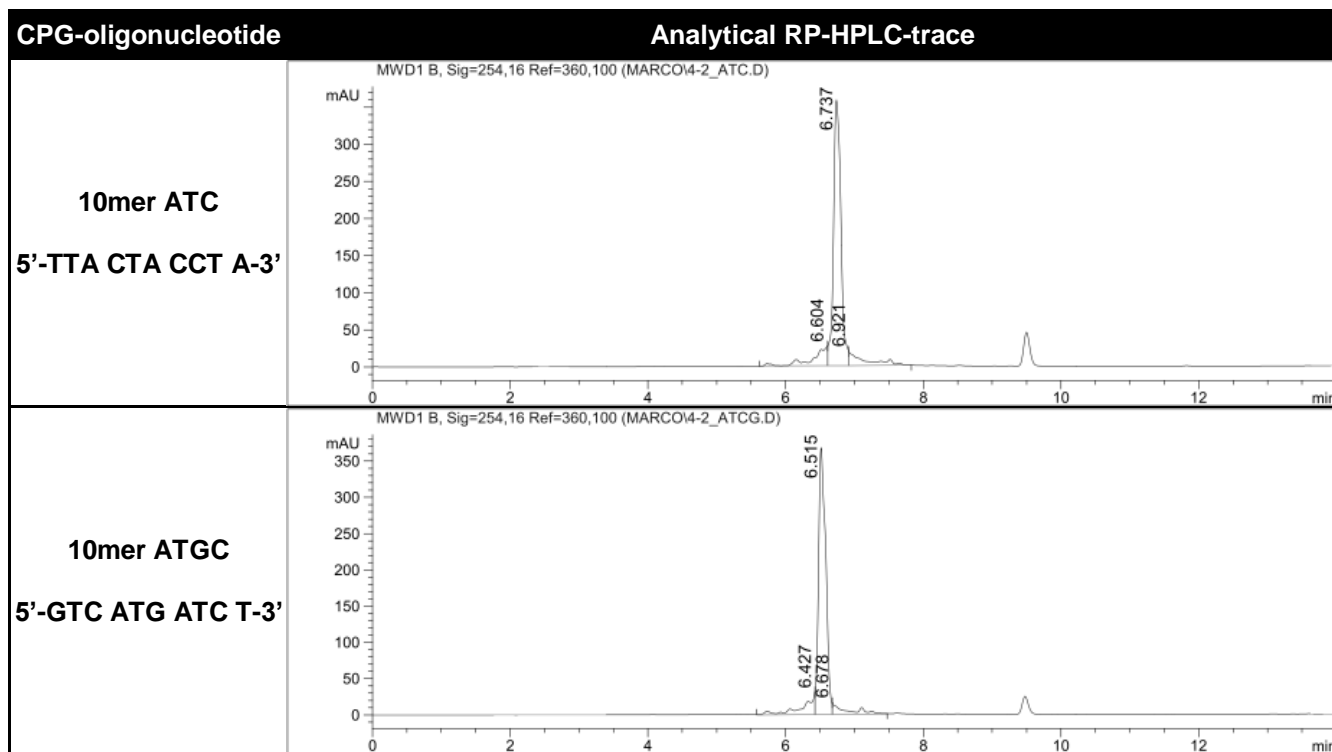 CPG-oligonucleotide Analytical RP-HPLC-trace
MWD1 B, Sig=254,16 Ref=360,100 (MARCO\4-2_ATC.D)
mAU
300
250
200
150
100
50
0
6.604
6.737
6.921
0 2 4 6 8 10 12 min
10mer ATC
5’-TTA CTA CCT A-3’
MWD1 B, Sig=254,16 Ref=360,100 (MARCO\4-2_ATCG.D)
mAU
350
300
250
200
150
100
50
0
6.427
6.515
6.678
0 2 4 6 8 10 12 min
10mer ATGC
5’-GTC ATG ATC T-3’